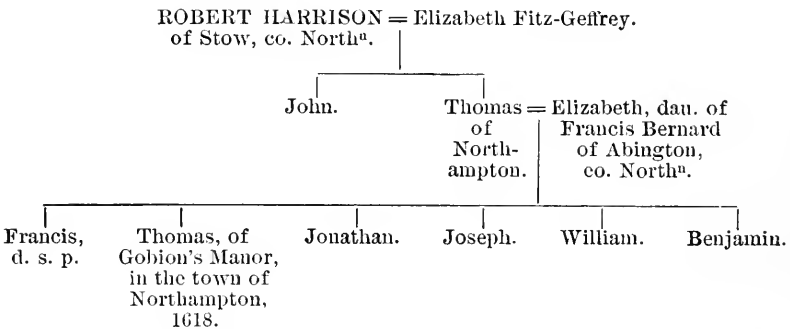 ROBERT HARRISON = Elizabeth Fitz-Geffrey.
of Stow, co. Northⁿ.
John.
Thomas = Elizabeth, dau. of
of Francis Bernard
North- of Abington,
ampton. co. Northⁿ.
Francis,
d. s. p.
Thomas, of
Gobion's Manor,
in the town of
Northampton,
1618.
Jonathan.
Joseph.
William.
Benjamin.